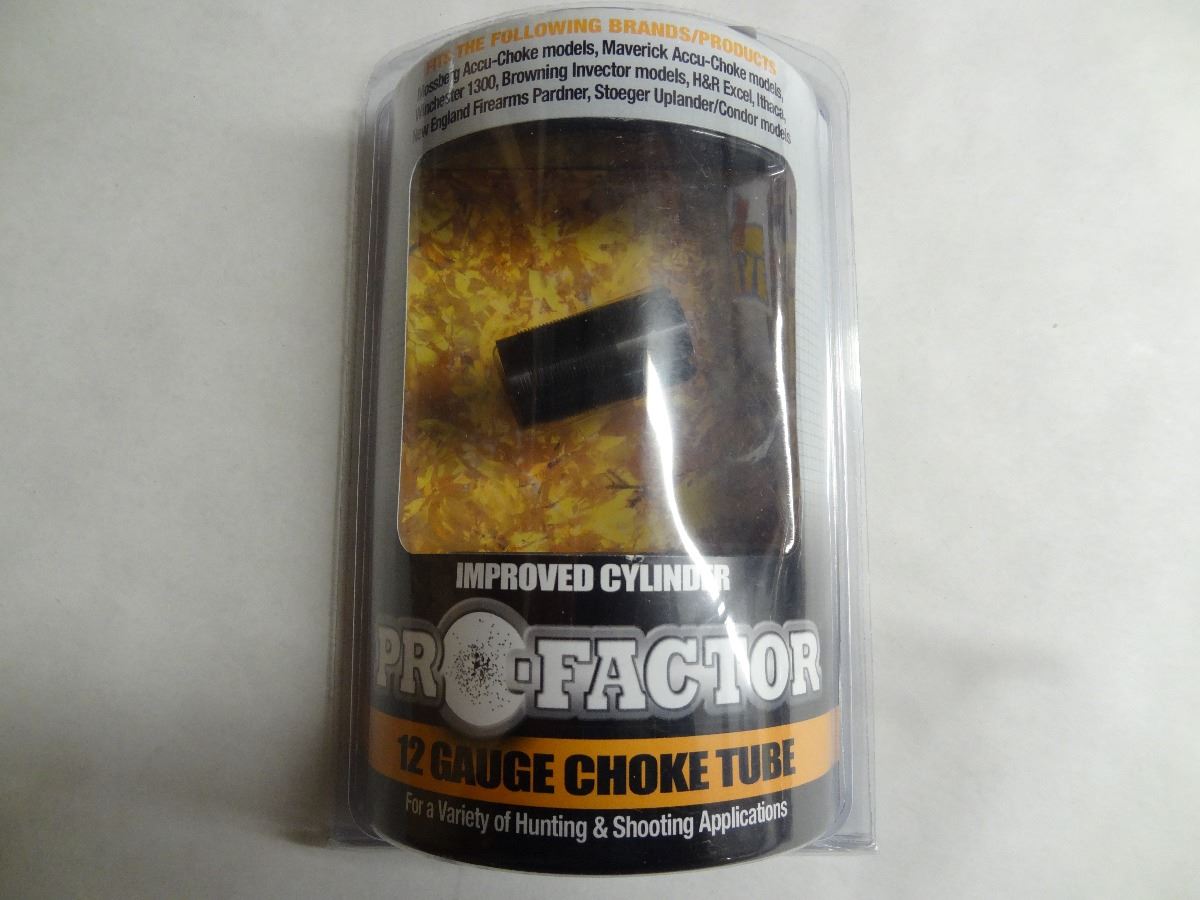 FITS THE FOLLOWING BRANDS/PRODUCTS
Mossberg Accu-Choke models, Maverick Accu-Choke models,
Winchester 1300, Browning Invector models, H&R Excel, Ithaca,
New England Firearms Pardner, Stoeger Uplander/Condor models
IMPROVED CYLINDER
PRO-FACTOR
12 GAUGE CHOKE TUBE
For a Variety of Hunting & Shooting Applications